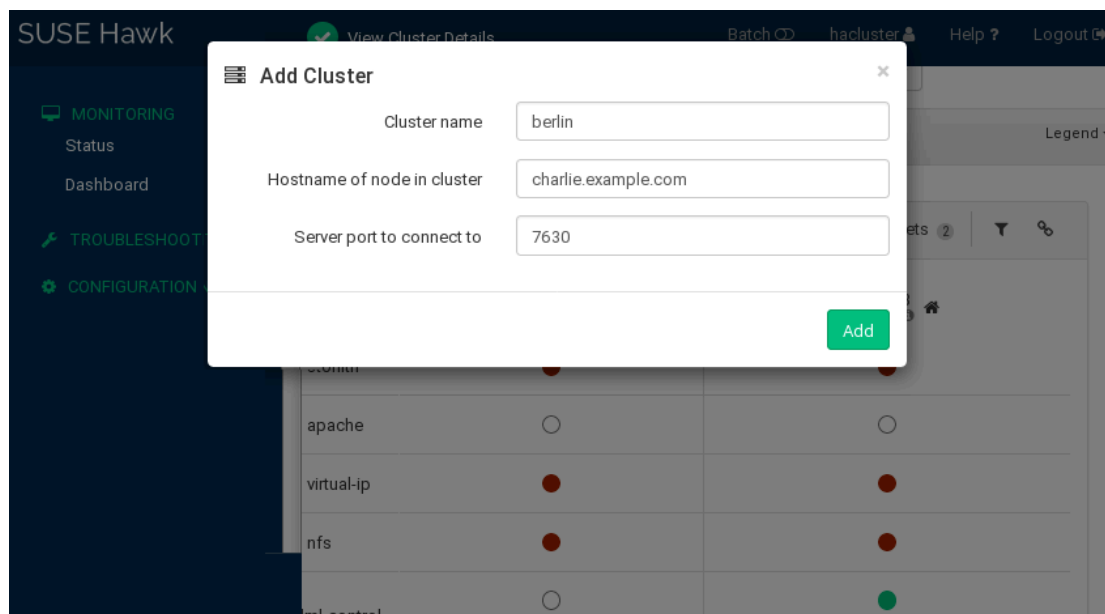 SUSE Hawk
View Cluster Details
Batch
hacluster
Help ?
Logout
Add Cluster
×
Cluster name
berlin
Hostname of node in cluster
charlie.example.com
Server port to connect to
7630
Add
MONITORING
Status
Dashboard
TROUBLESHOOT
CONFIGURATION
Legend
ets 2
apache
virtual-ip
nfs